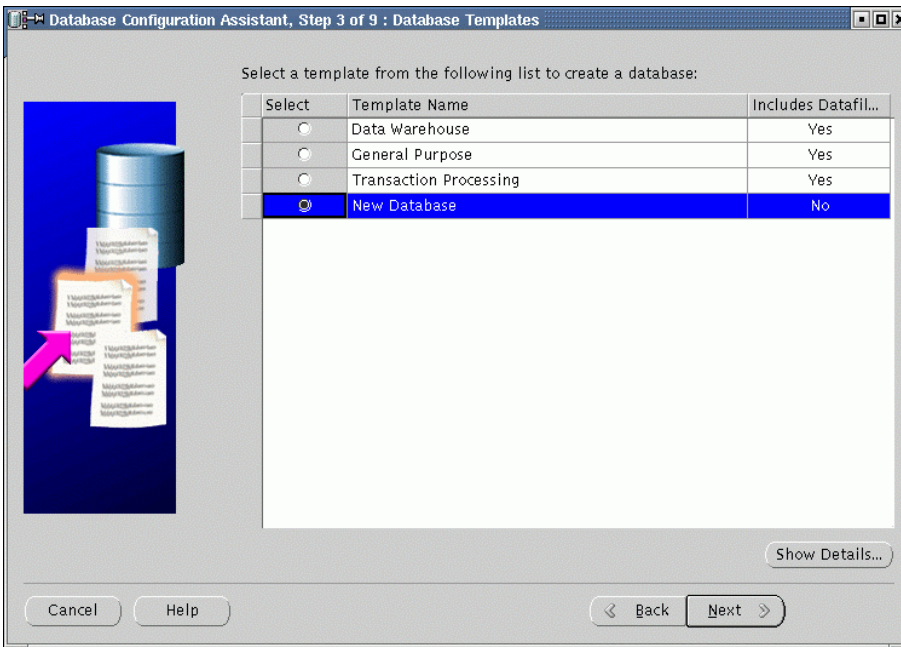 Database Configuration Assistant, Step 3 of 9 : Database Templates
Select a template from the following list to create a database:
Select Template Name Includes Datafil...
Data Warehouse Yes
General Purpose Yes
Transaction Processing Yes
New Database No
Show Details...
Cancel Help Back Next